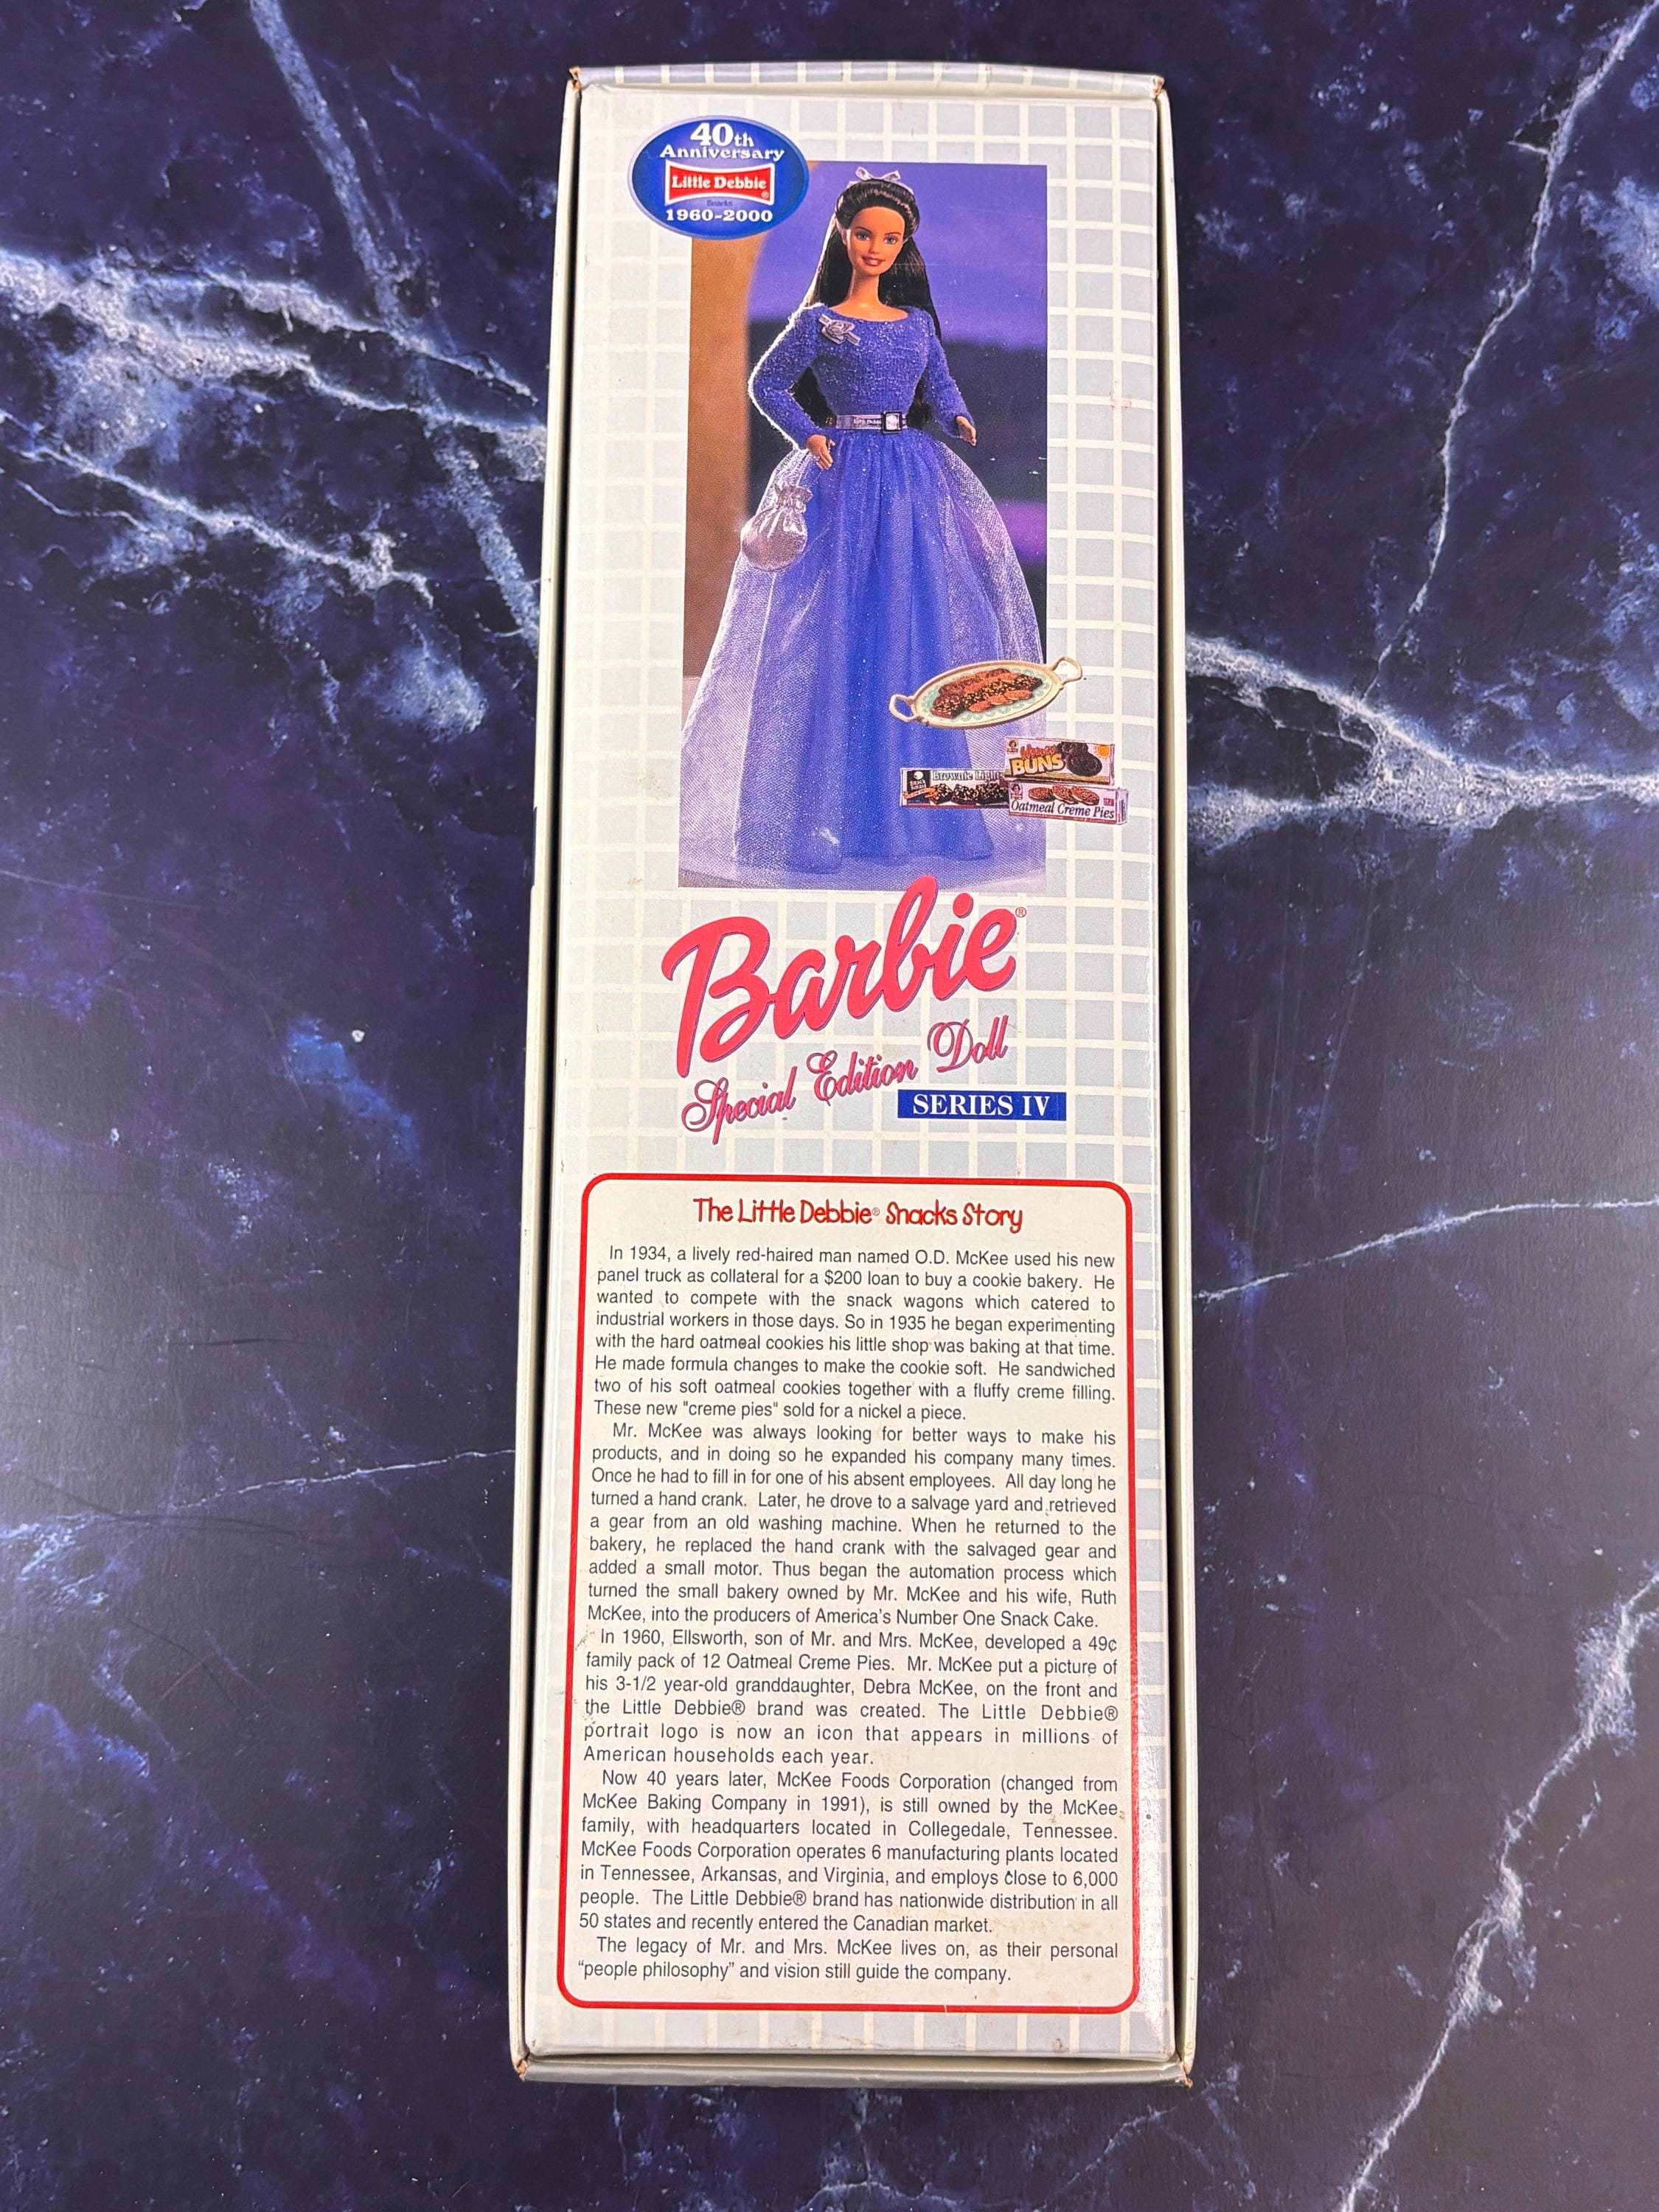 40th
Anniversary
Little Debbie®
Snacks
1960-2000
Brownie Lights
BUNS
Oatmeal Creme Pies
Barbie®
Special Edition Doll
SERIES IV
The Little Debbie® Snacks Story
In 1934, a lively red-haired man named O.D. McKee used his new
panel truck as collateral for a $200 loan to buy a cookie bakery. He
wanted to compete with the snack wagons which catered to
industrial workers in those days. So in 1935 he began experimenting
with the hard oatmeal cookies his little shop was baking at that time.
He made formula changes to make the cookie soft. He sandwiched
two of his soft oatmeal cookies together with a fluffy creme filling.
These new "creme pies" sold for a nickel a piece.
Mr. McKee was always looking for better ways to make his
products, and in doing so he expanded his company many times.
Once he had to fill in for one of his absent employees. All day long he
turned a hand crank. Later, he drove to a salvage yard and retrieved
a gear from an old washing machine. When he returned to the
bakery, he replaced the hand crank with the salvaged gear and
added a small motor. Thus began the automation process which
turned the small bakery owned by Mr. McKee and his wife, Ruth
McKee, into the producers of America's Number One Snack Cake.
In 1960, Ellsworth, son of Mr. and Mrs. McKee, developed a 49¢
family pack of 12 Oatmeal Creme Pies. Mr. McKee put a picture of
his 3-1/2 year-old granddaughter, Debra McKee, on the front and
the Little Debbie® brand was created. The Little Debbie®
portrait logo is now an icon that appears in millions of
American households each year.
Now 40 years later, McKee Foods Corporation (changed from
McKee Baking Company in 1991), is still owned by the McKee
family, with headquarters located in Collegedale, Tennessee.
McKee Foods Corporation operates 6 manufacturing plants located
in Tennessee, Arkansas, and Virginia, and employs close to 6,000
people. The Little Debbie® brand has nationwide distribution in all
50 states and recently entered the Canadian market.
The legacy of Mr. and Mrs. McKee lives on, as their personal
"people philosophy" and vision still guide the company.